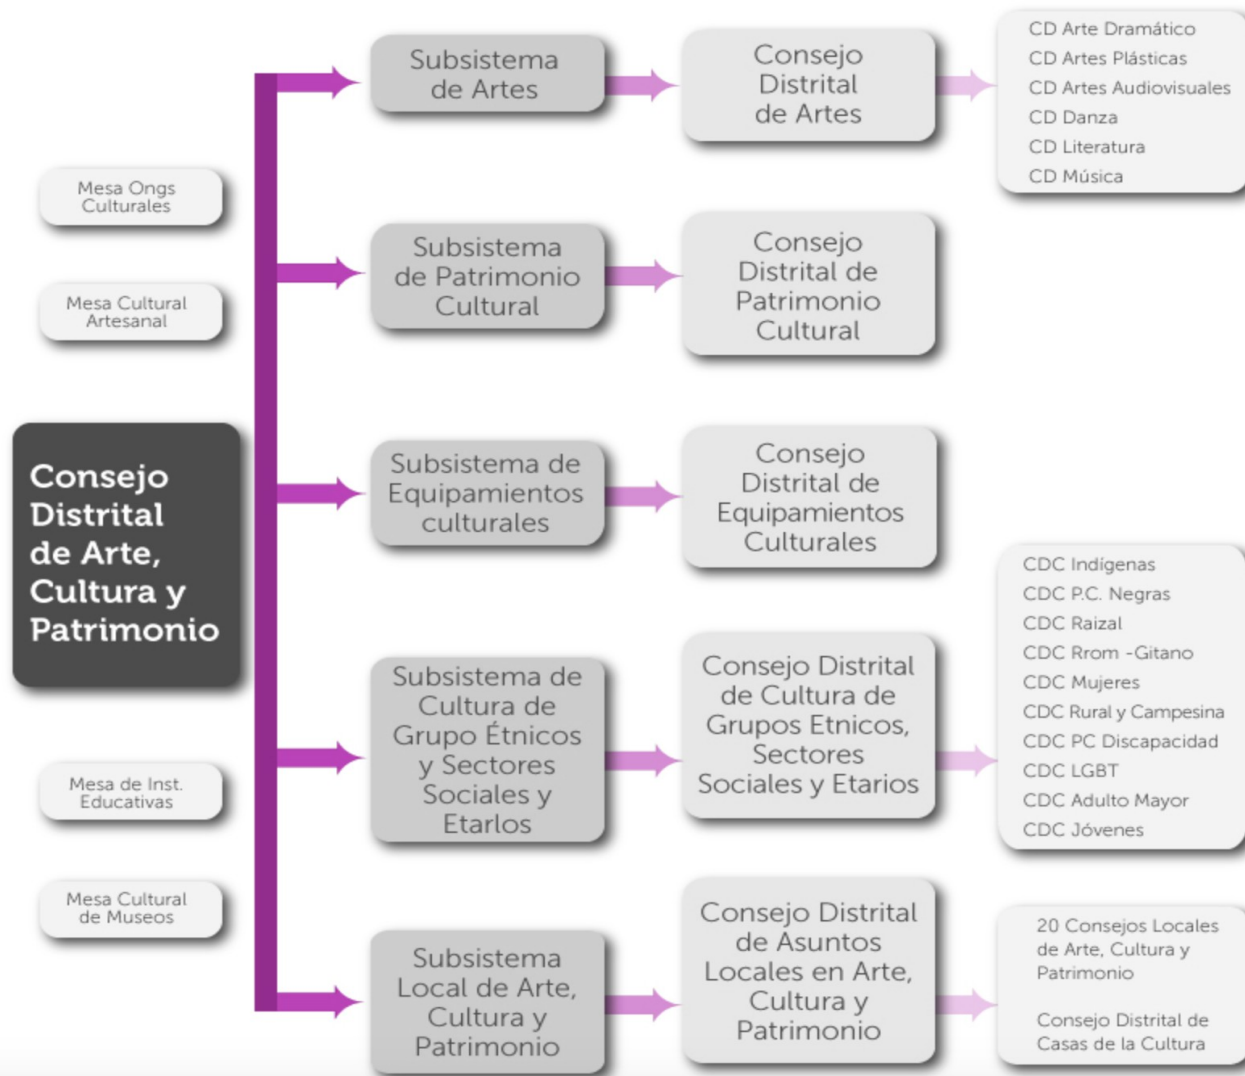 Mesa Ongs
Culturales
Mesa Cultural
Artesanal
Consejo
Distrital
de Arte,
Cultura y
Patrimonio
Mesa de Inst.
Educativas
Mesa Cultural
de Museos
Subsistema
de Artes
Consejo
Distrital
de Artes
CD Arte Dramático
CD Artes Plásticas
CD Artes Audiovisuales
CD Danza
CD Literatura
CD Música
Subsistema
de Patrimonio
Cultural
Consejo
Distrital de
Patrimonio
Cultural
Subsistema de
Equipamientos
culturales
Consejo
Distrital de
Equipamientos
Culturales
Subsistema de
Cultura de
Grupo Étnicos
y Sectores
Sociales y
Etarlos
Consejo Distrital
de Cultura de
Grupos Etnicos,
Sectores
Sociales y Etarios
CDC Indígenas
CDC P.C. Negras
CDC Raizal
CDC Rrom -Gitano
CDC Mujeres
CDC Rural y Campesina
CDC PC Discapacidad
CDC LGBT
CDC Adulto Mayor
CDC Jóvenes
Subsistema
Local de Arte,
Cultura y
Patrimonio
Consejo Distrital
de Asuntos
Locales en Arte,
Cultura y
Patrimonio
20 Consejos Locales
de Arte, Cultura y
Patrimonio
Consejo Distrital de
Casas de la Cultura